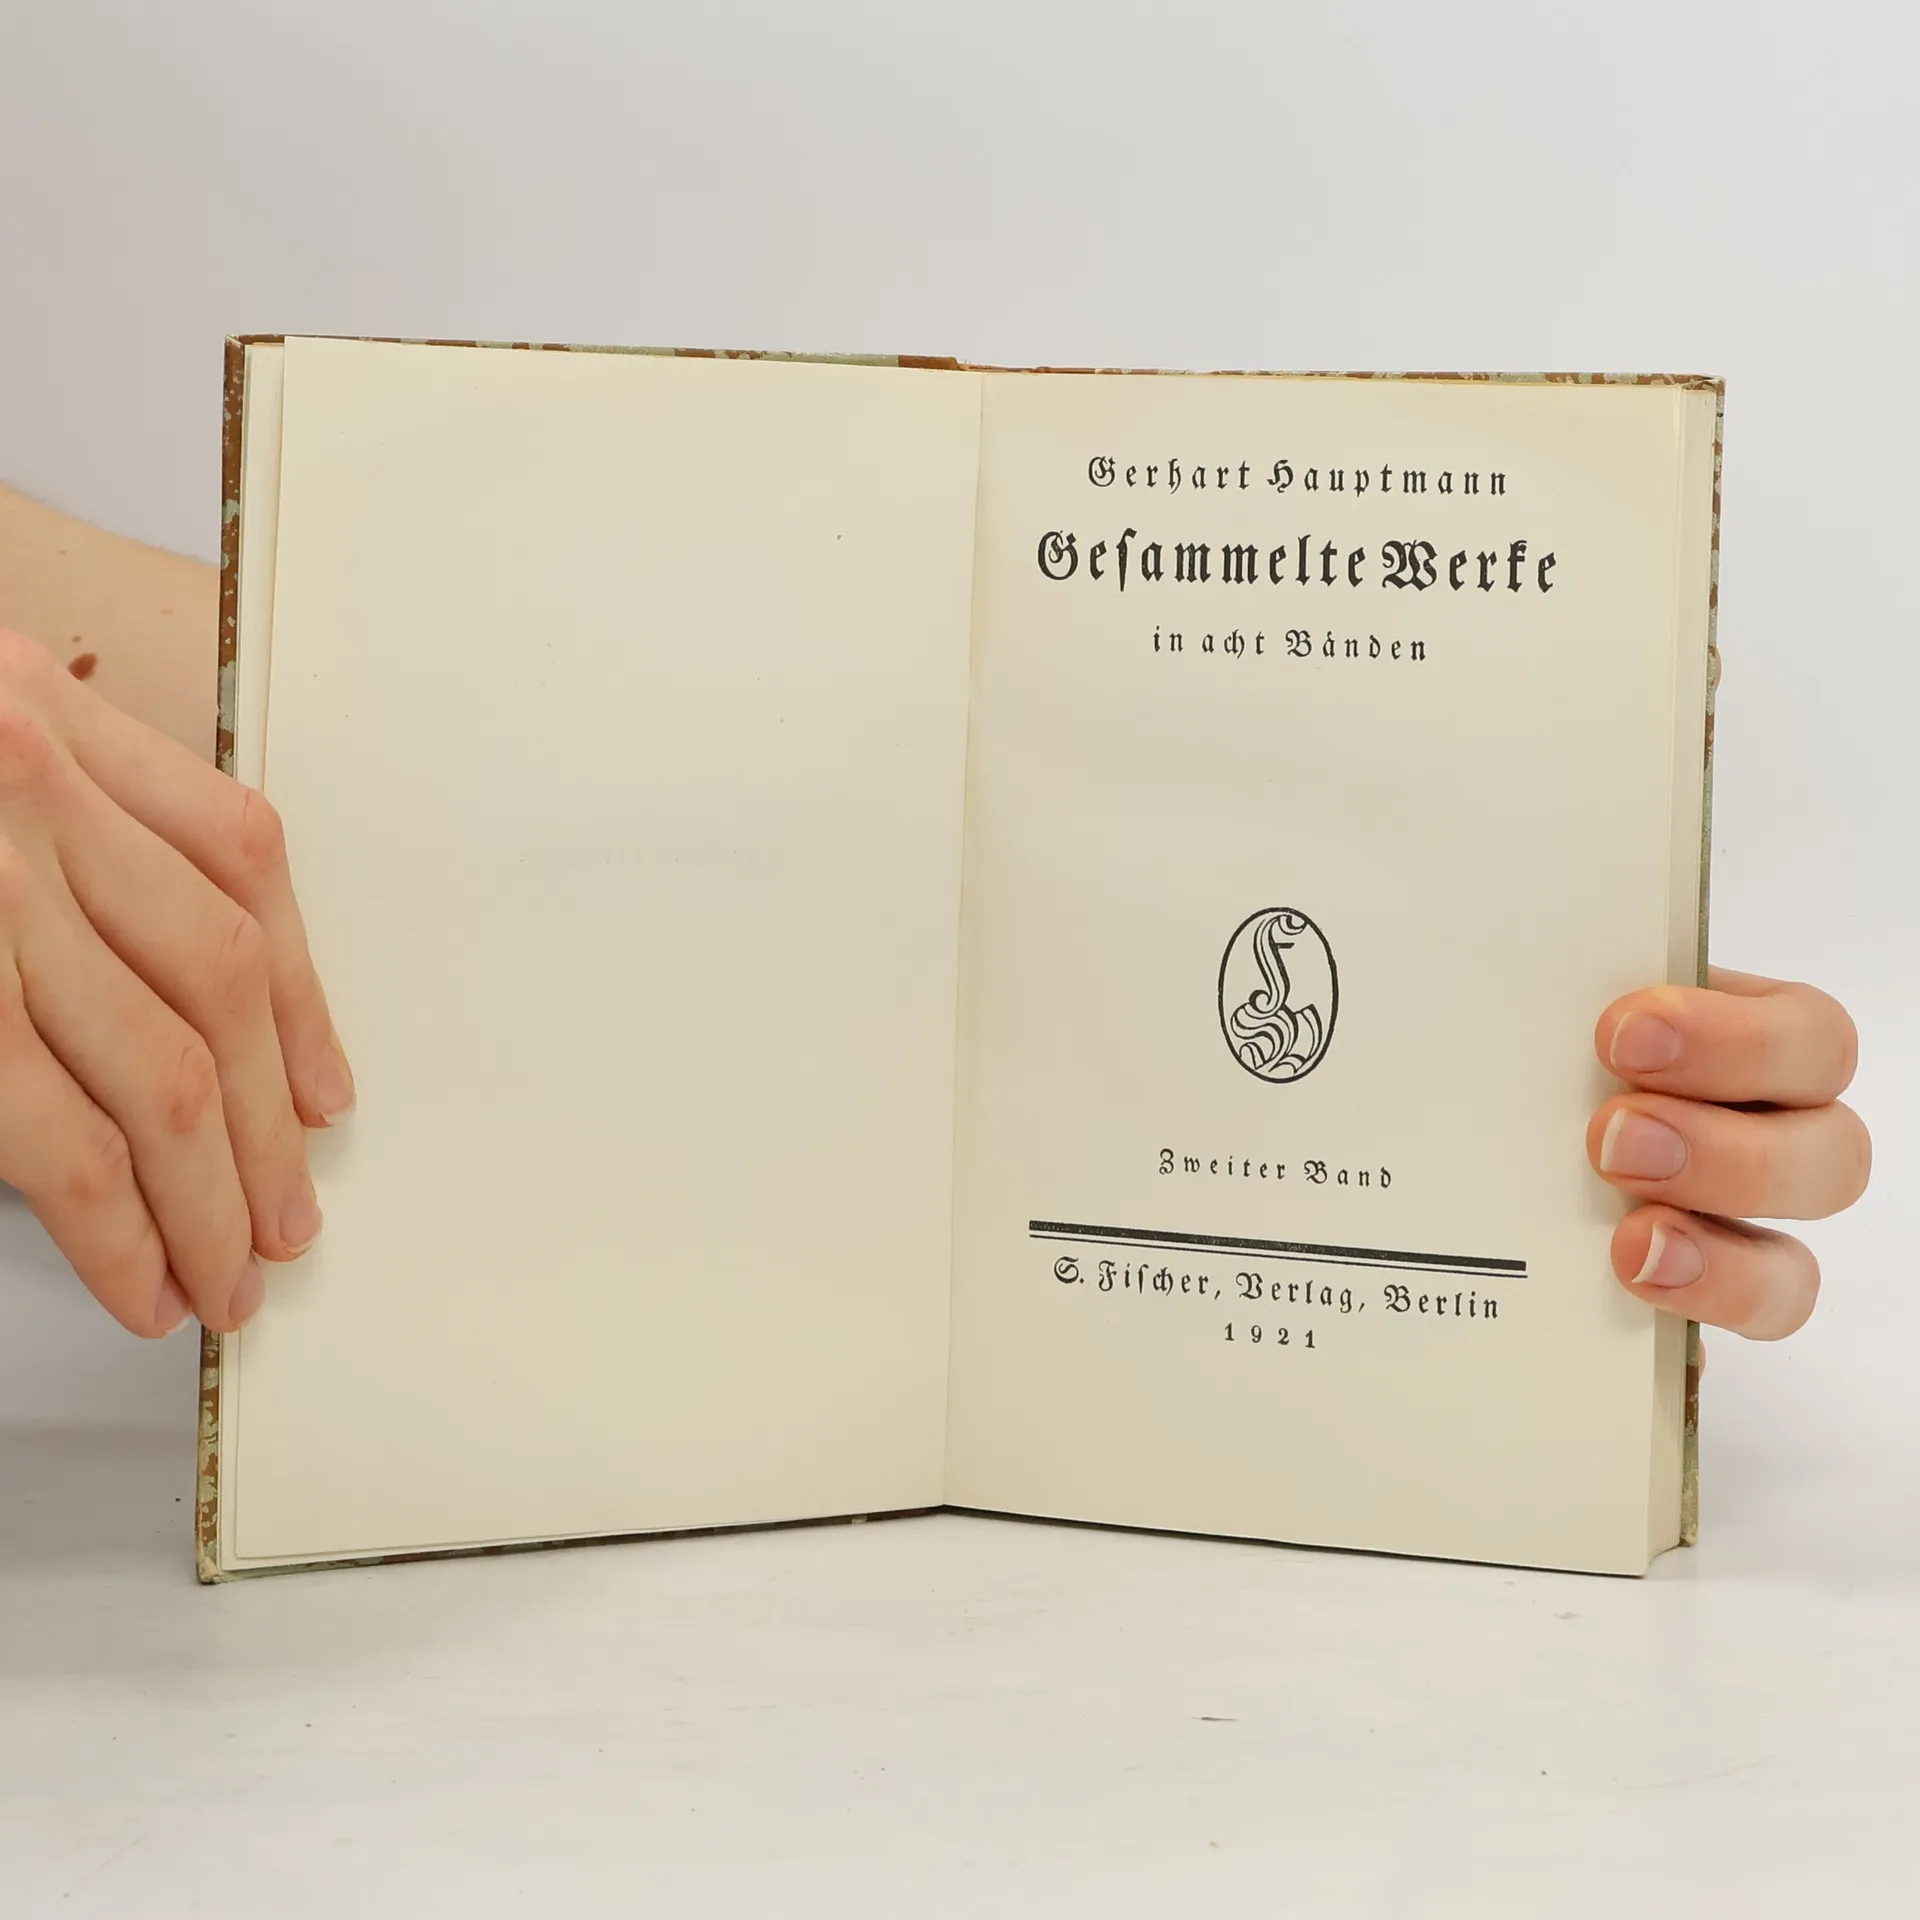 Gerhart Hauptmann
Geſammelte Werke
in acht Bänden
Zweiter Band
S. Fiſcher, Verlag, Berlin
1921